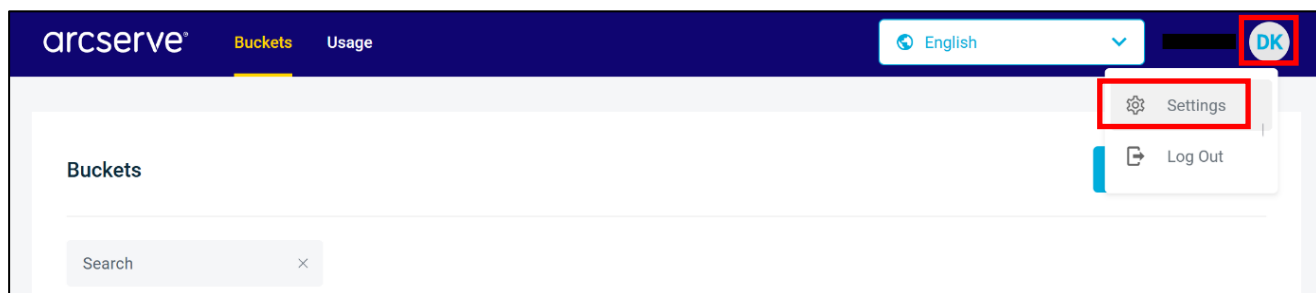 arcserve®
Buckets
Usage
English
DK
Settings
Log Out
Buckets
Search